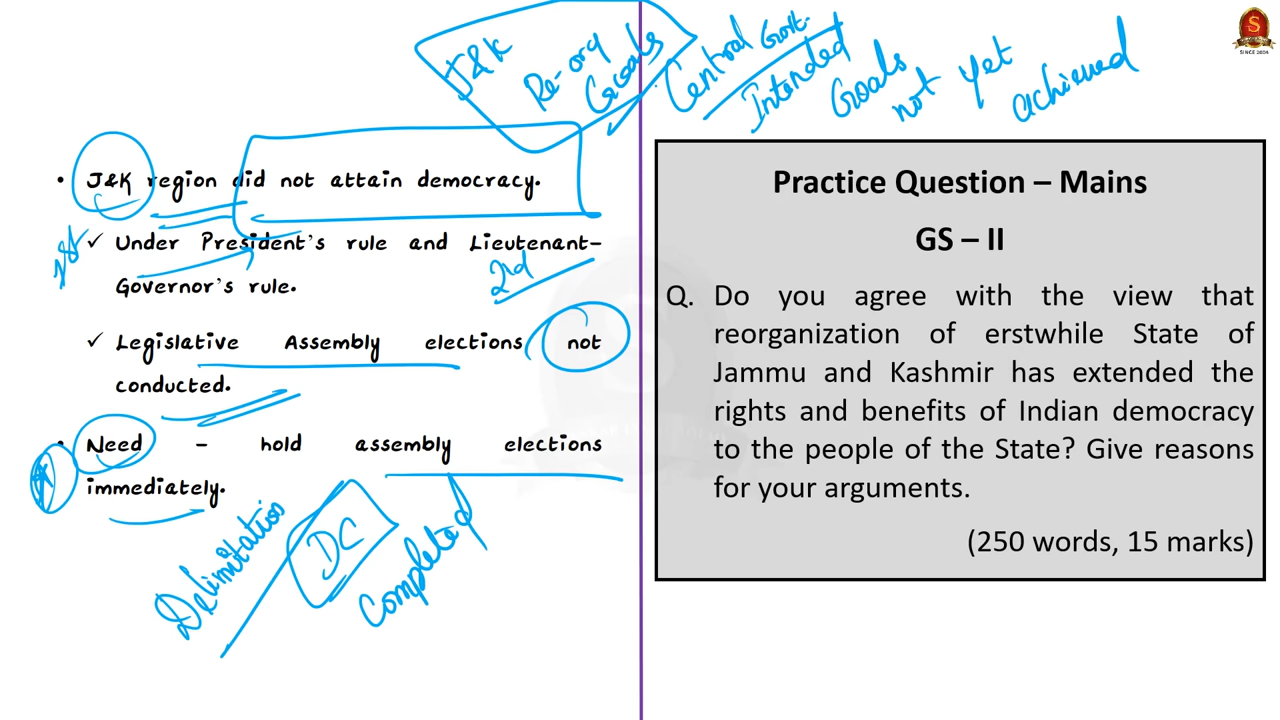 J&K
Re-org
Goals
Central Govt.
Intended
Goals
not yet
achieved
• J&K region did not attain democracy.
1st
✓ Under President's rule and Lieutenant-
Governor's rule.
2nd
✓ Legislative Assembly elections not
conducted.
• Need – hold assembly elections
immediately.
Delimitation
DC
Completed
Practice Question – Mains
GS – II
Q. Do you agree with the view that
reorganization of erstwhile State of
Jammu and Kashmir has extended the
rights and benefits of Indian democracy
to the people of the State? Give reasons
for your arguments.
(250 words, 15 marks)
S
SINCE 2004